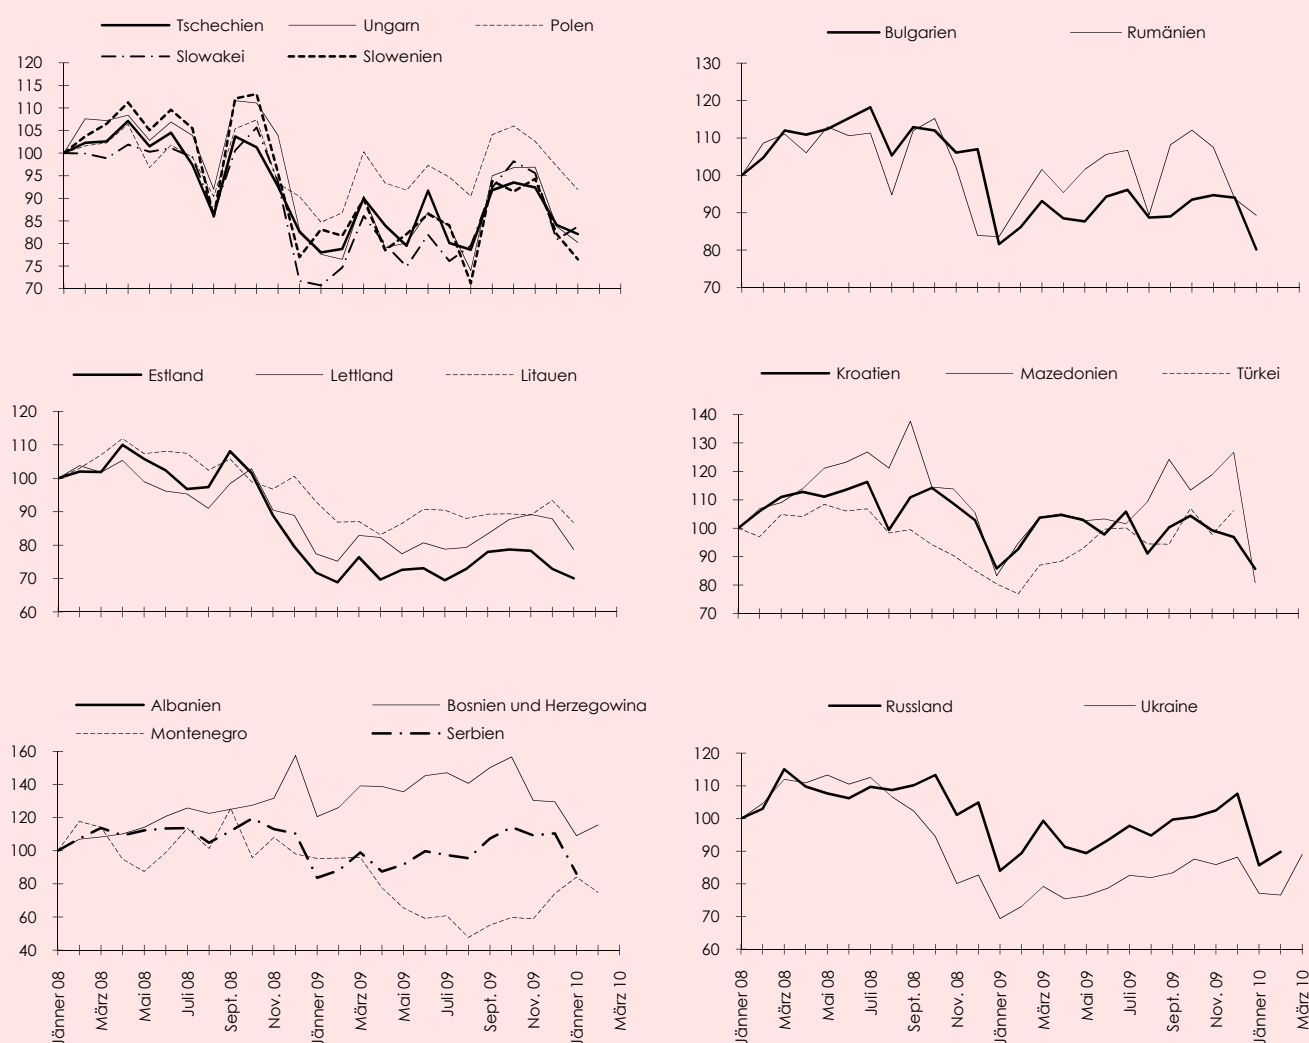 Tschechien Ungarn Polen
Slowakei Slowenien
120
115
110
105
100
95
90
85
80
75
70
Bulgarien Rumänien
130
120
110
100
90
80
70
Estland Lettland Litauen
120
110
100
90
80
70
60
Kroatien Mazedonien Türkei
140
130
120
110
100
90
80
70
Albanien Bosnien und Herzegowina
Montenegro Serbien
160
140
120
100
80
60
40
Jänner 08
März 08
Mai 08
Juli 08
Sept. 08
Nov. 08
Jänner 09
März 09
Mai 09
Juli 09
Sept. 09
Nov. 09
Jänner 10
März 10
Russland Ukraine
120
110
100
90
80
70
60
Jänner 08
März 08
Mai 08
Juli 08
Sept. 08
Nov. 08
Jänner 09
März 09
Mai 09
Juli 09
Sept. 09
Nov. 09
Jänner 10
März 10